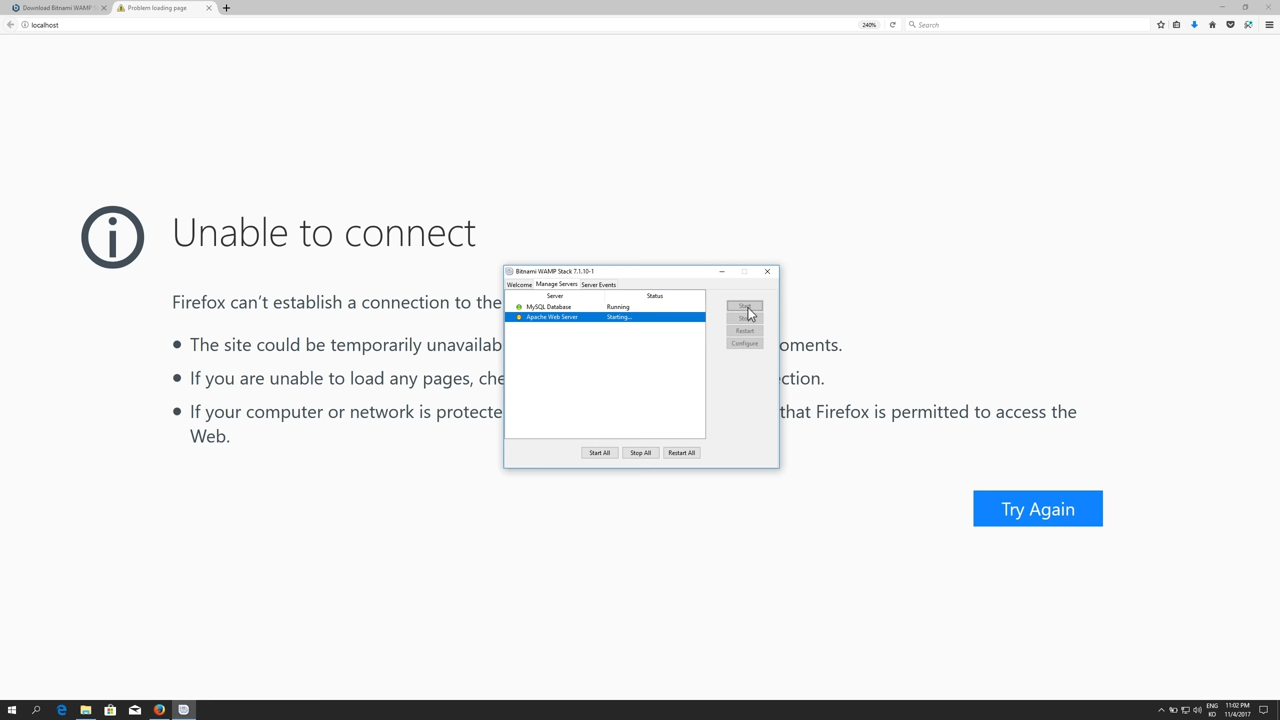 Download Bitnami WAMP
Problem loading page
localhost
240%
Search
Unable to connect
Firefox can't establish a connection to the
The site could be temporarily unavailab
oments.
If you are unable to load any pages, che
ction.
If your computer or network is protecte
that Firefox is permitted to access the
Web.
Try Again
Bitnami WAMP Stack 7.1.10-1
Welcome Manage Servers Server Events
Server Status
MySQL Database Running
Apache Web Server Starting...
Start
Restart
Configure
Start All Stop All Restart All
ENG
KO
11:02 PM
11/4/2017